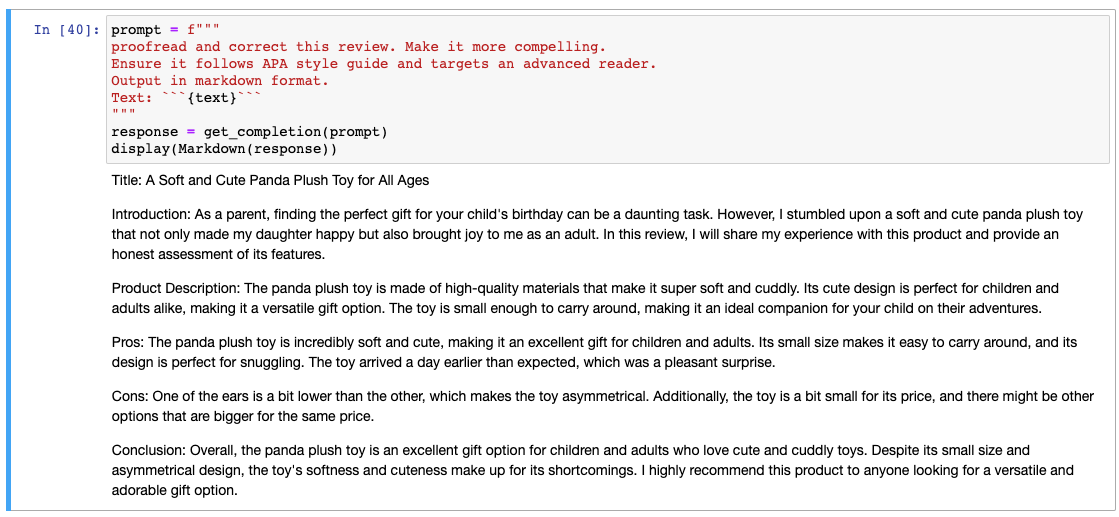 In [40]: prompt = f"""
proofread and correct this review. Make it more compelling.
Ensure it follows APA style guide and targets an advanced reader.
Output in markdown format.
Text: ```{text}```
"""
response = get_completion(prompt)
display(Markdown(response))
Title: A Soft and Cute Panda Plush Toy for All Ages
Introduction: As a parent, finding the perfect gift for your child's birthday can be a daunting task. However, I stumbled upon a soft and cute panda plush toy
that not only made my daughter happy but also brought joy to me as an adult. In this review, I will share my experience with this product and provide an
honest assessment of its features.
Product Description: The panda plush toy is made of high-quality materials that make it super soft and cuddly. Its cute design is perfect for children and
adults alike, making it a versatile gift option. The toy is small enough to carry around, making it an ideal companion for your child on their adventures.
Pros: The panda plush toy is incredibly soft and cute, making it an excellent gift for children and adults. Its small size makes it easy to carry around, and its
design is perfect for snuggling. The toy arrived a day earlier than expected, which was a pleasant surprise.
Cons: One of the ears is a bit lower than the other, which makes the toy asymmetrical. Additionally, the toy is a bit small for its price, and there might be other
options that are bigger for the same price.
Conclusion: Overall, the panda plush toy is an excellent gift option for children and adults who love cute and cuddly toys. Despite its small size and
asymmetrical design, the toy's softness and cuteness make up for its shortcomings. I highly recommend this product to anyone looking for a versatile and
adorable gift option.